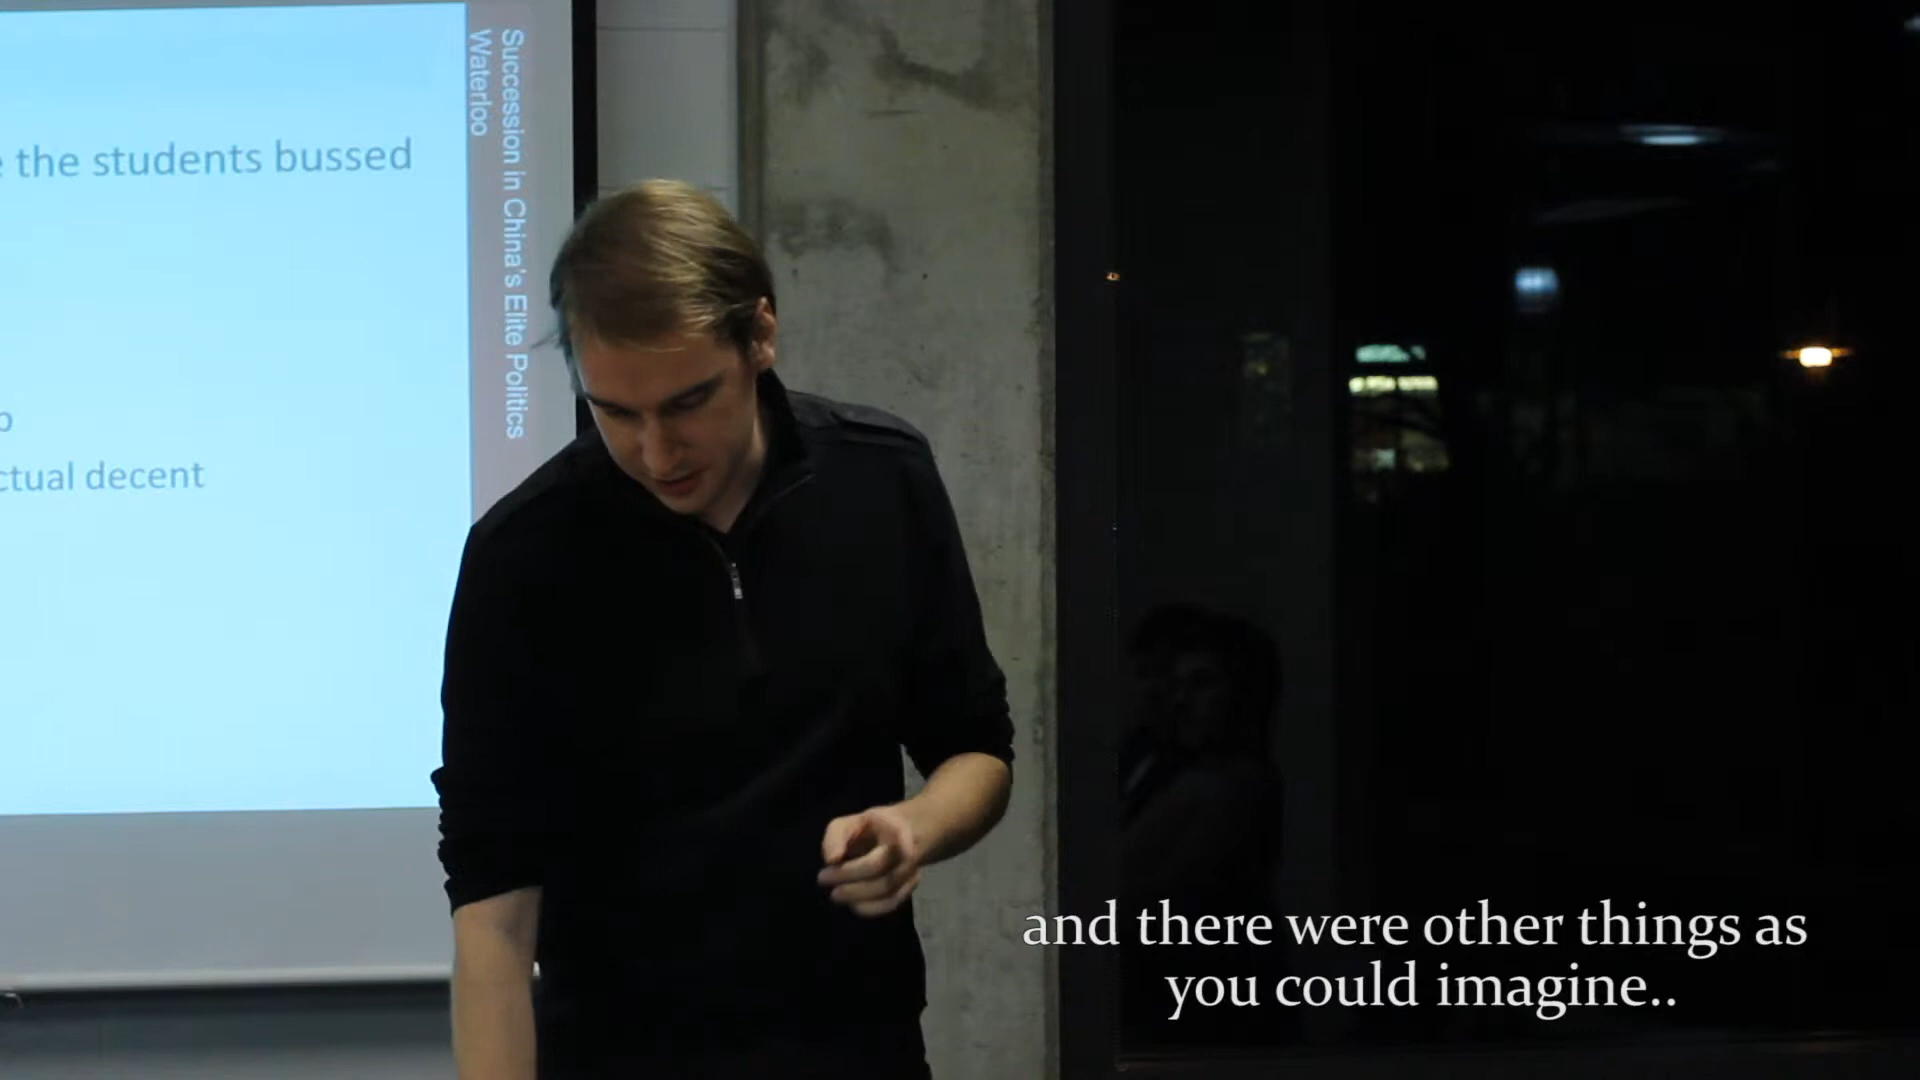 e the students bussed
p
ctual decent
Succession in China's Elite Politics
Waterloo
and there were other things as
you could imagine..